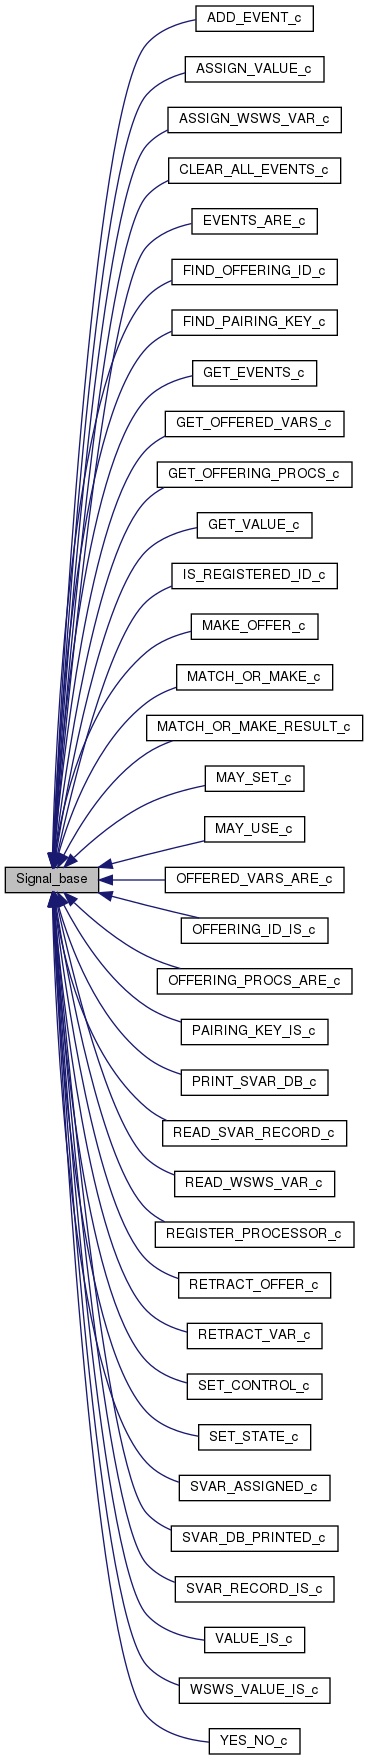 ADD_EVENT_c
ASSIGN_VALUE_c
ASSIGN_WSWS_VAR_c
CLEAR_ALL_EVENTS_c
EVENTS_ARE_c
FIND_OFFERING_ID_c
FIND_PAIRING_KEY_c
GET_EVENTS_c
GET_OFFERED_VARS_c
GET_OFFERING_PROCS_c
GET_VALUE_c
IS_REGISTERED_ID_c
MAKE_OFFER_c
MATCH_OR_MAKE_c
MATCH_OR_MAKE_RESULT_c
MAY_SET_c
MAY_USE_c
Signal_base
OFFERED_VARS_ARE_c
OFFERING_ID_IS_c
OFFERING_PROCS_ARE_c
PAIRING_KEY_IS_c
PRINT_SVAR_DB_c
READ_SVAR_RECORD_c
READ_WSWS_VAR_c
REGISTER_PROCESSOR_c
RETRACT_OFFER_c
RETRACT_VAR_c
SET_CONTROL_c
SET_STATE_c
SVAR_ASSIGNED_c
SVAR_DB_PRINTED_c
SVAR_RECORD_IS_c
VALUE_IS_c
WSWS_VALUE_IS_c
YES_NO_c